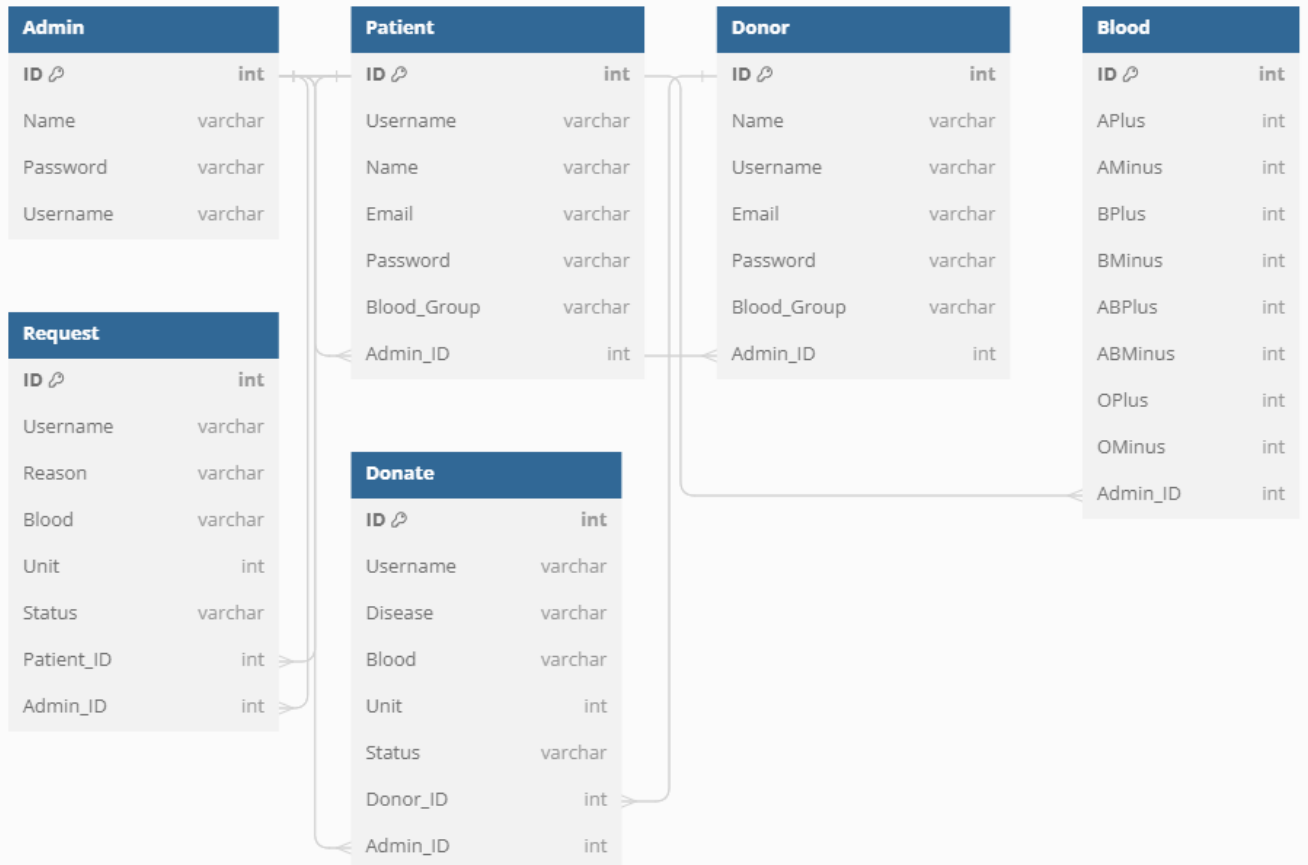 Admin
ID int
Name varchar
Password varchar
Username varchar
Patient
ID int
Username varchar
Name varchar
Email varchar
Password varchar
Blood_Group varchar
Admin_ID int
Donor
ID int
Name varchar
Username varchar
Email varchar
Password varchar
Blood_Group varchar
Admin_ID int
Blood
ID int
APlus int
AMinus int
BPlus int
BMinus int
ABPlus int
ABMinus int
OPlus int
OMinus int
Admin_ID int
Request
ID int
Username varchar
Reason varchar
Blood varchar
Unit int
Status varchar
Patient_ID int
Admin_ID int
Donate
ID int
Username varchar
Disease varchar
Blood varchar
Unit int
Status varchar
Donor_ID int
Admin_ID int